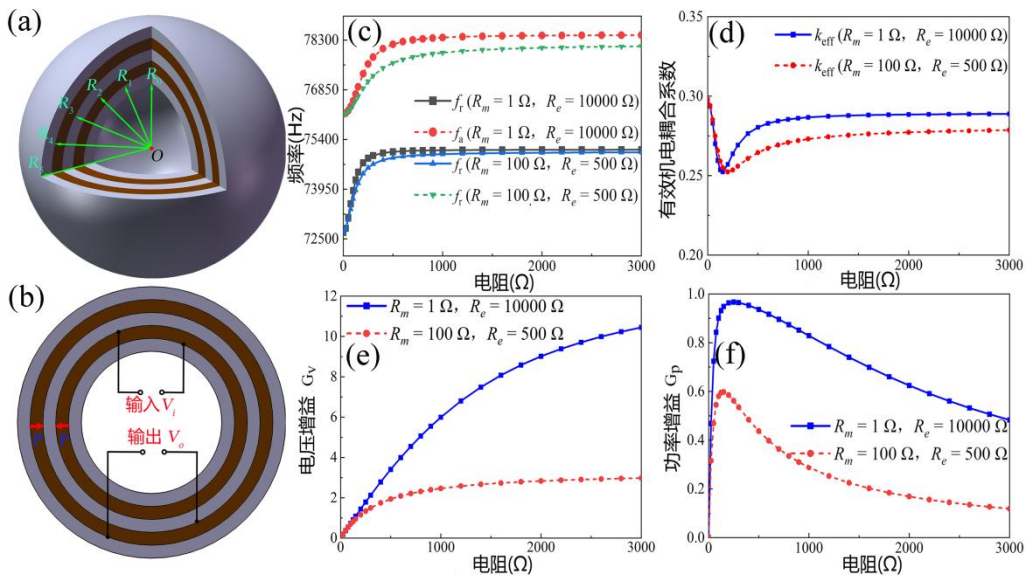 (a)
R₀
R₁
R₂
R₃
R₄
O
(b)
输入 Vᵢ
输出 Vₒ
P
P
(c)
频率(Hz)
78300
76850
75400
73950
72500
fr (Rm = 1 Ω, Re = 10000 Ω)
fa (Rm = 1 Ω, Re = 10000 Ω)
fr (Rm = 100 Ω, Re = 500 Ω)
fr (Rm = 100 Ω, Re = 500 Ω)
0 1000 2000 3000
电阻(Ω)
(d)
有效机电耦合系数
0.35
0.30
0.25
0.20
keff (Rm = 1 Ω, Re = 10000 Ω)
keff (Rm = 100 Ω, Re = 500 Ω)
0 1000 2000 3000
电阻(Ω)
(e)
电压增益 Gv
12
10
8
6
4
2
0
Rm = 1 Ω, Re = 10000 Ω
Rm = 100 Ω, Re = 500 Ω
0 1000 2000 3000
电阻(Ω)
(f)
功率增益 Gp
1.0
0.8
0.6
0.4
0.2
0.0
Rm = 1 Ω, Re = 10000 Ω
Rm = 100 Ω, Re = 500 Ω
0 1000 2000 3000
电阻(Ω)